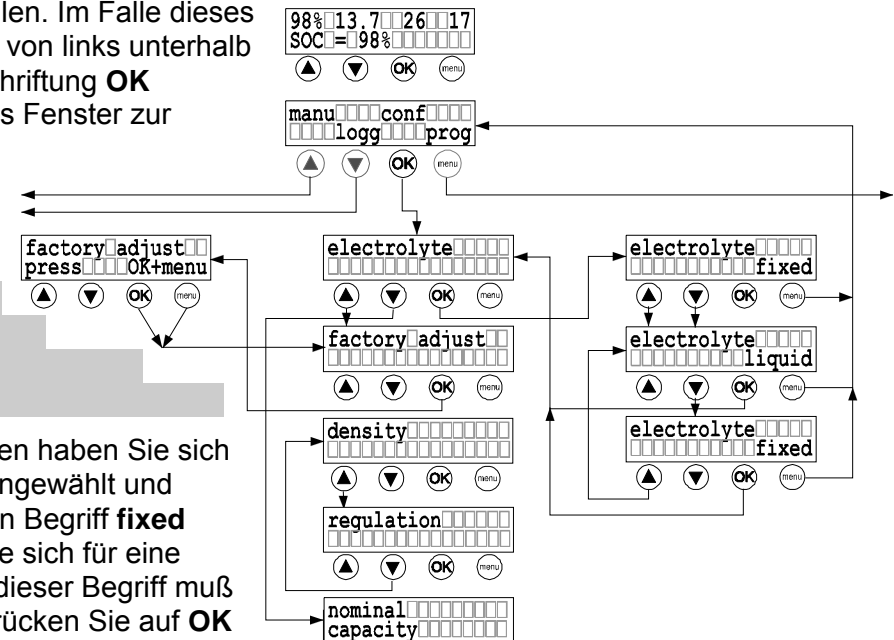 len. Im Falle dieses
von links unterhalb
chriftung OK
s Fenster zur
98% 13.7 26 17
SOC = 98%
OK menu
manu conf
logg prog
OK menu
factory adjust
press OK+menu
OK menu
electrolyte
OK menu
electrolyte
fixed
OK menu
factory adjust
OK menu
electrolyte
liquid
OK menu
density
OK menu
electrolyte
fixed
OK menu
regulation
OK menu
nominal
capacity
en haben Sie sich
ngewählt und
n Begriff fixed
e sich für eine
dieser Begriff muß
rücken Sie auf OK